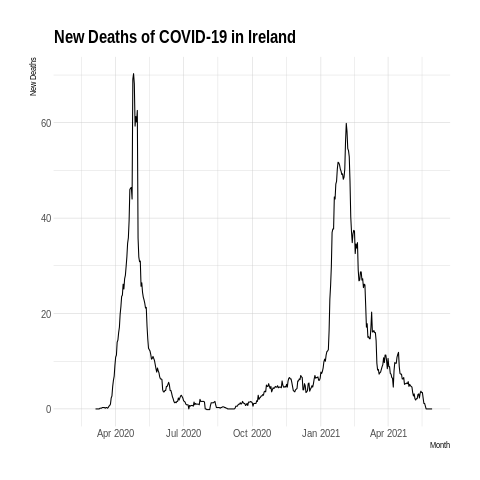 New Deaths of COVID-19 in Ireland
New Deaths
60
40
20
0
Apr 2020 Jul 2020 Oct 2020 Jan 2021 Apr 2021
Month